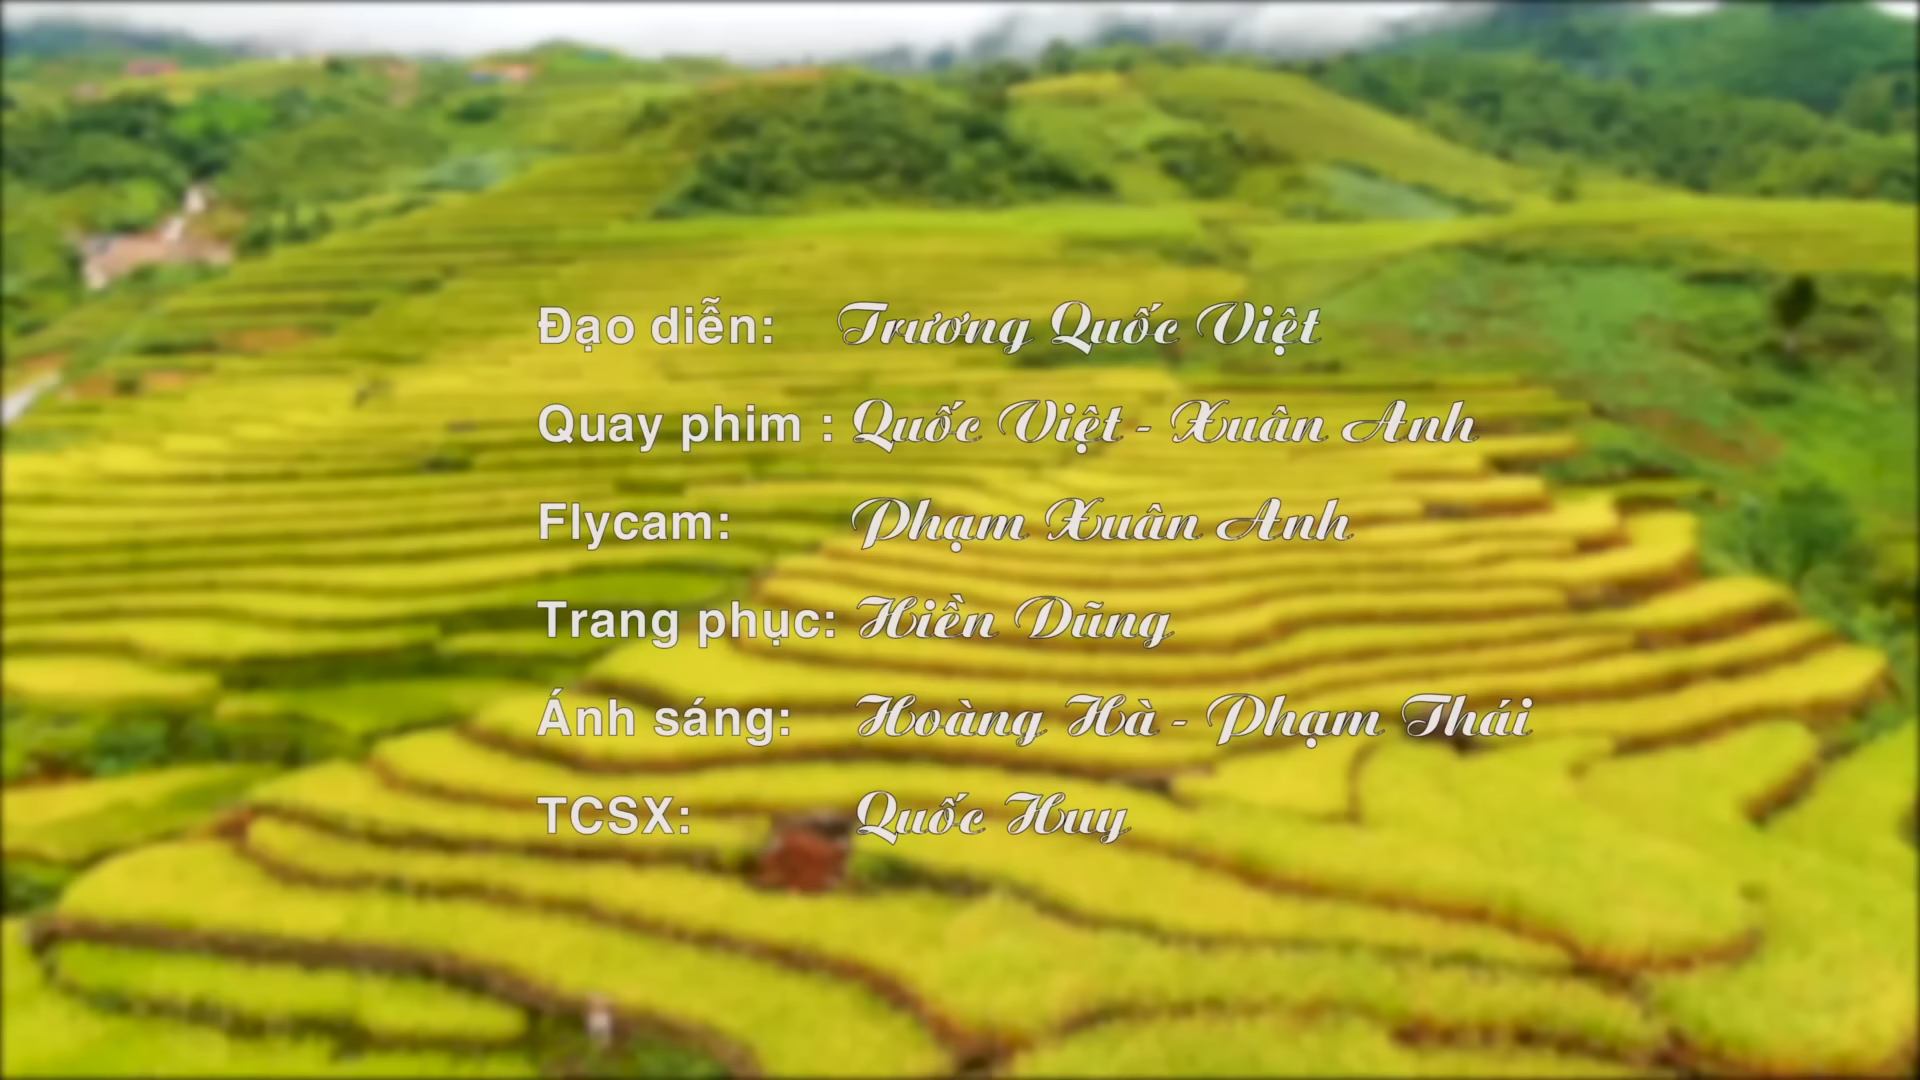 Đạo diễn: Trương Quốc Việt
Quay phim : Quốc Việt - Xuân Anh
Flycam: Phạm Xuân Anh
Trang phục: Hiền Dũng
Ánh sáng: Hoàng Hà - Phạm Thái
TCSX: Quốc Huy